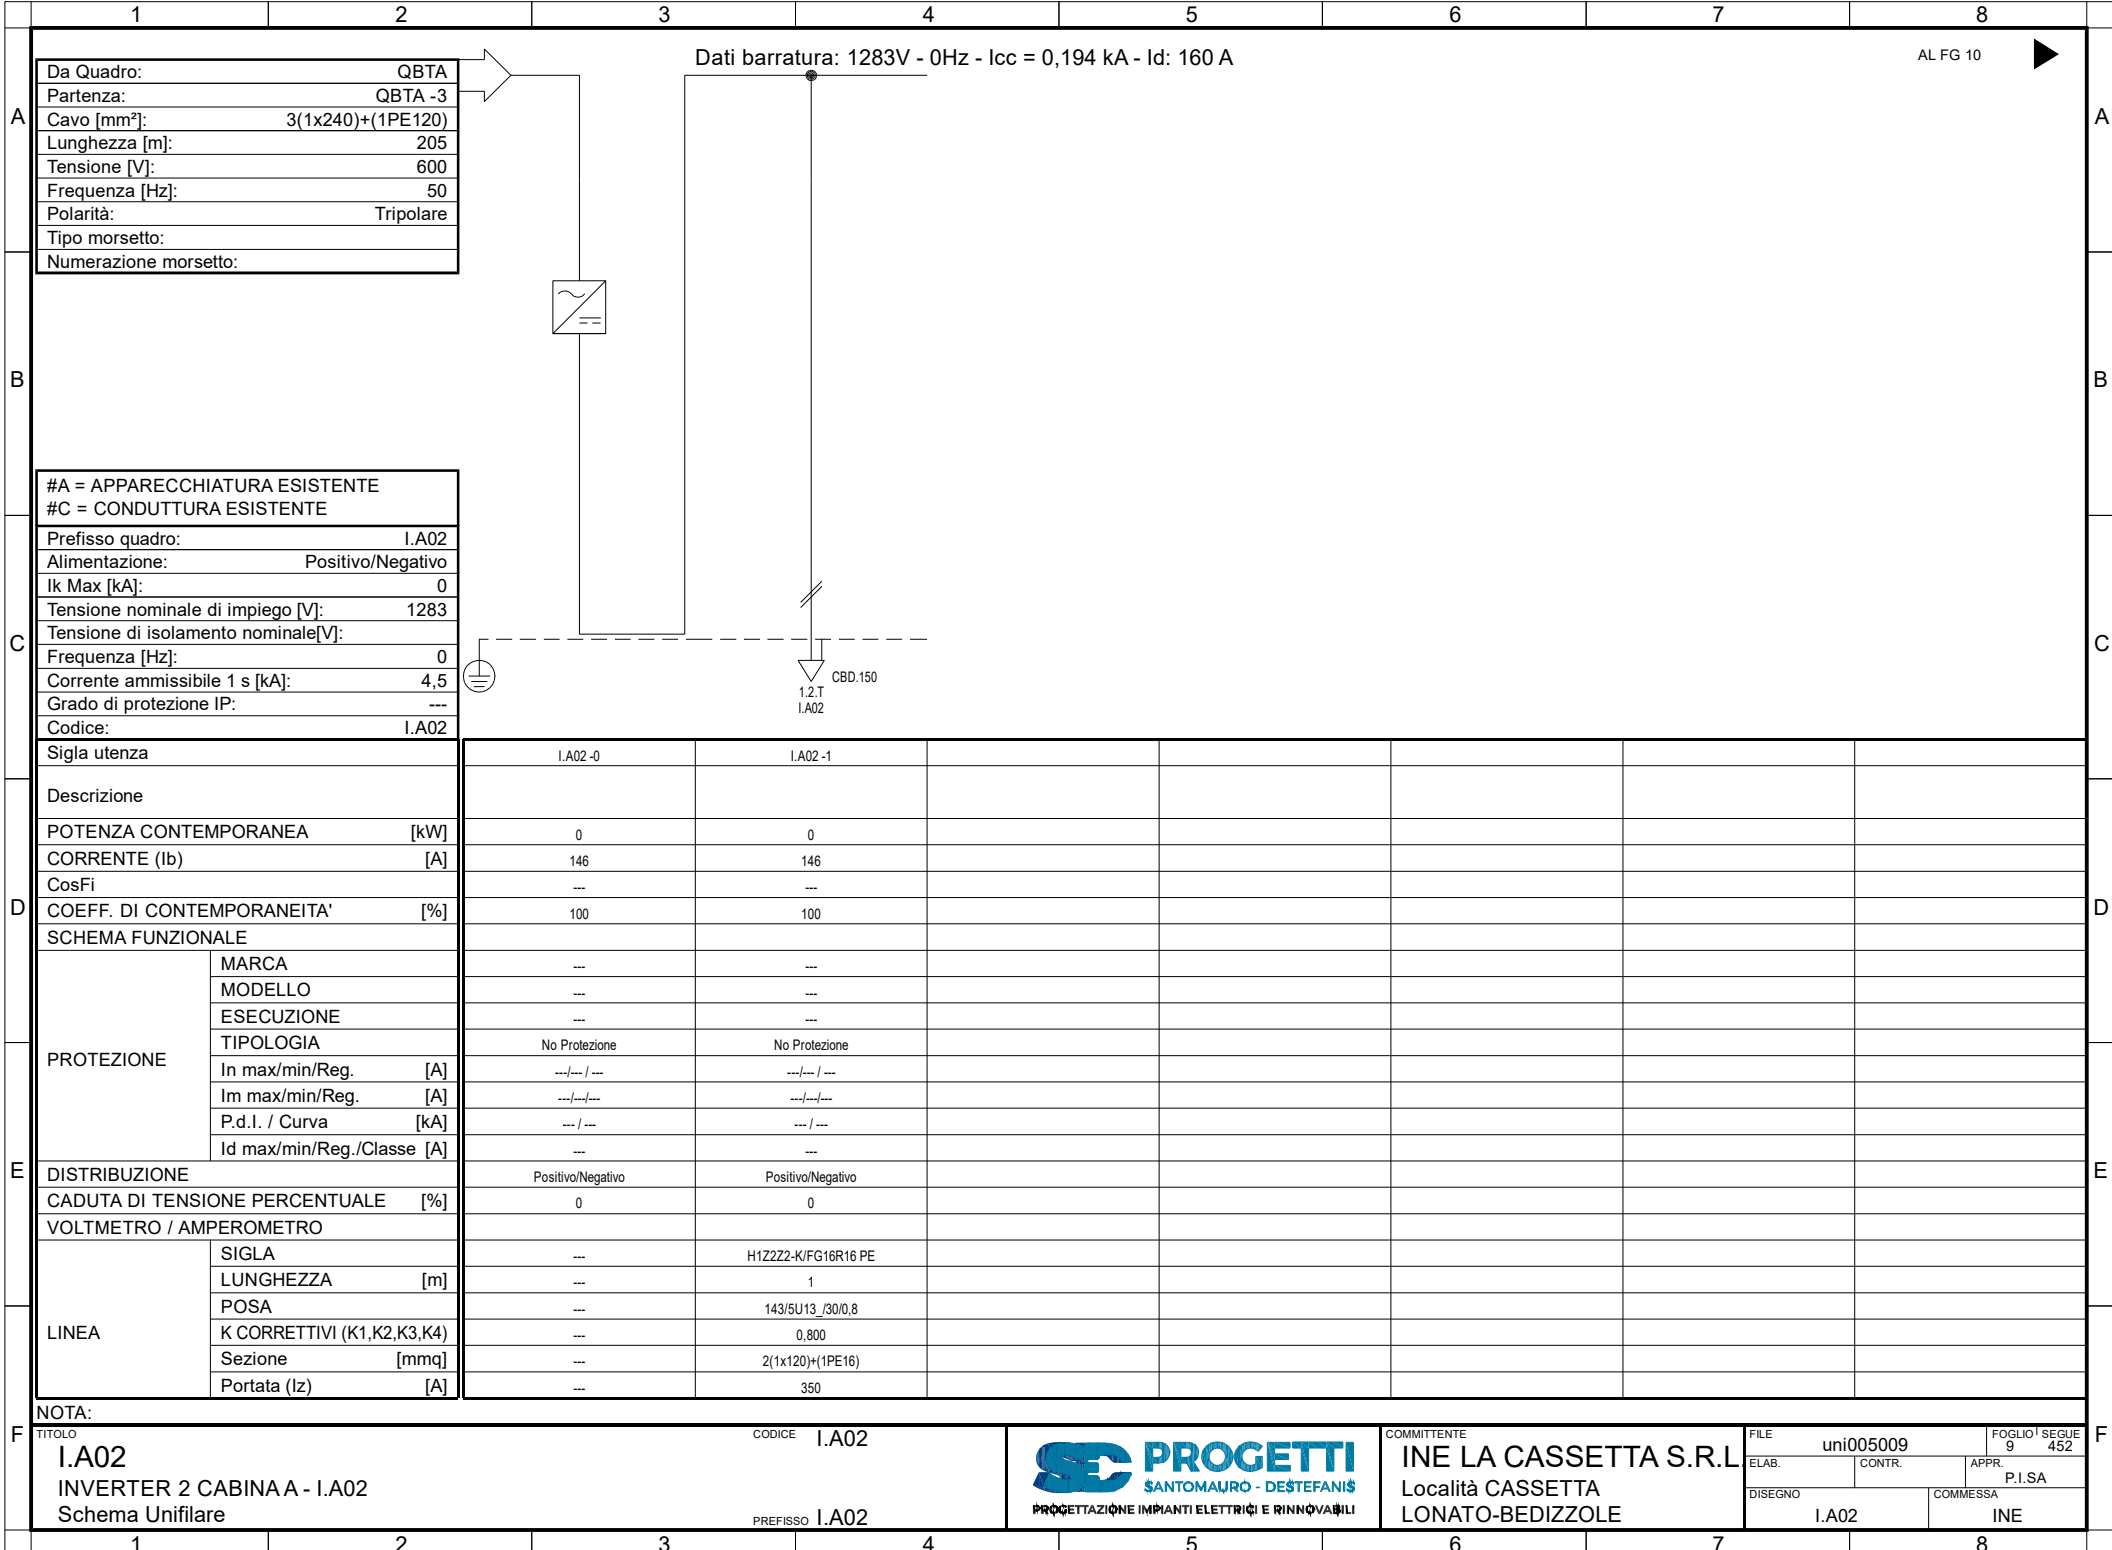 1 2 3 4 5 6 7 8
Dati barratura: 1283V - 0Hz - Icc = 0,194 kA - Id: 160 A
AL FG 10
Da Quadro: QBTA
Partenza: QBTA -3
Cavo [mm²]: 3(1x240)+(1PE120)
Lunghezza [m]: 205
Tensione [V]: 600
Frequenza [Hz]: 50
Polarità: Tripolare
Tipo morsetto:
Numerazione morsetto:
A A
B B
#A = APPARECCHIATURA ESISTENTE
#C = CONDUTTURA ESISTENTE
Prefisso quadro: I.A02
Alimentazione: Positivo/Negativo
Ik Max [kA]: 0
Tensione nominale di impiego [V]: 1283
Tensione di isolamento nominale[V]:
Frequenza [Hz]: 0
Corrente ammissibile 1 s [kA]: 4,5
Grado di protezione IP: ---
Codice: I.A02
C C
CBD.150
1.2.T
I.A02
Sigla utenza I.A02 -0 I.A02 -1
Descrizione
POTENZA CONTEMPORANEA [kW] 0 0
CORRENTE (Ib) [A] 146 146
CosFi --- ---
D D
COEFF. DI CONTEMPORANEITA' [%] 100 100
SCHEMA FUNZIONALE
PROTEZIONE
MARCA --- ---
MODELLO --- ---
ESECUZIONE --- ---
TIPOLOGIA No Protezione No Protezione
In max/min/Reg. [A] ---/--- / --- ---/--- / ---
Im max/min/Reg. [A] ---/---/--- ---/---/---
P.d.I. / Curva [kA] --- / --- --- / ---
Id max/min/Reg./Classe [A] --- ---
E E
DISTRIBUZIONE Positivo/Negativo Positivo/Negativo
CADUTA DI TENSIONE PERCENTUALE [%] 0 0
VOLTMETRO / AMPEROMETRO
LINEA
SIGLA --- H1Z2Z2-K/FG16R16 PE
LUNGHEZZA [m] --- 1
POSA --- 143/5U13_/30/0,8
K CORRETTIVI (K1,K2,K3,K4) --- 0,800
Sezione [mmq] --- 2(1x120)+(1PE16)
Portata (Iz) [A] --- 350
NOTA:
F F
TITOLO
I.A02
INVERTER 2 CABINA A - I.A02
Schema Unifilare
CODICE I.A02
PREFISSO I.A02
PROGETTI
SANTOMAURO - DESTEFANIS
PROGETTAZIONE IMPIANTI ELETTRICI E RINNOVABILI
COMMITTENTE
INE LA CASSETTA S.R.L.
Località CASSETTA
LONATO-BEDIZZOLE
FILE
uni005009
FOGLIO SEGUE
9 452
ELAB. CONTR. APPR.
P.I.SA
DISEGNO
I.A02
COMMESSA
INE
1 2 3 4 5 6 7 8